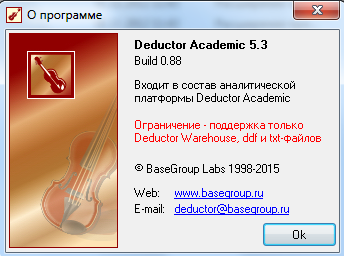 О программе
Deductor Academic 5.3
Build 0.88
Входит в состав аналитической
платформы Deductor Academic
Ограничение - поддержка только
Deductor Warehouse, ddf и txt-файлов
© BaseGroup Labs 1998-2015
Web: www.basegroup.ru
E-mail: deductor@basegroup.ru
Ok